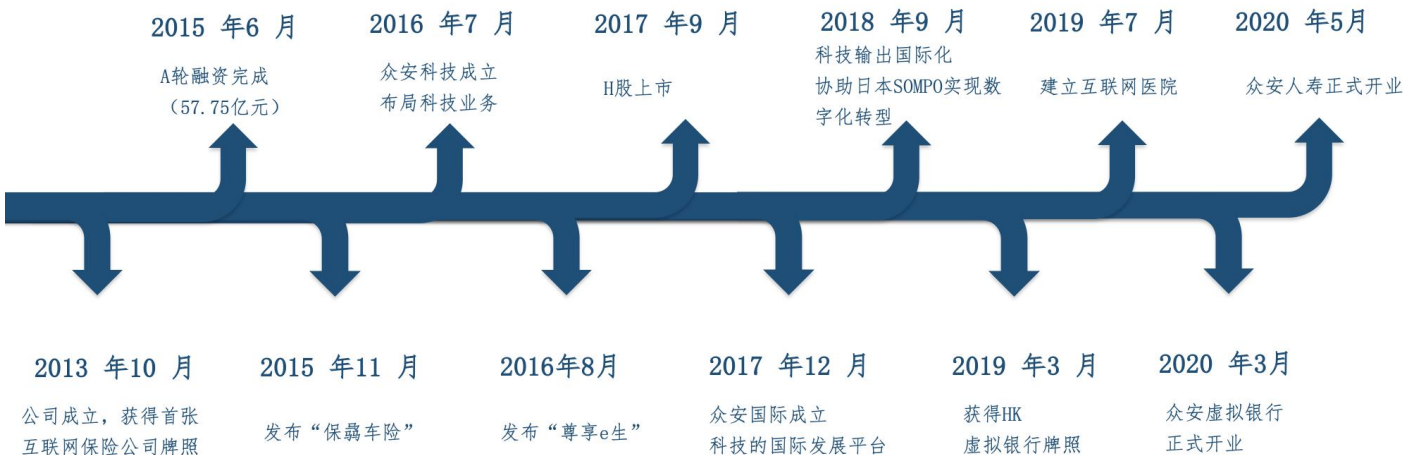 2015 年6 月
A轮融资完成
（57.75亿元）
2016 年7 月
众安科技成立
布局科技业务
2017 年9 月
H股上市
2018 年9 月
科技输出国际化
协助日本SOMPO实现数
字化转型
2019 年7 月
建立互联网医院
2020 年5月
众安人寿正式开业
2013 年10 月
公司成立，获得首张
互联网保险公司牌照
2015 年11 月
发布“保骉车险”
2016年8月
发布“尊享e生”
2017 年12 月
众安国际成立
科技的国际发展平台
2019 年3 月
获得HK
虚拟银行牌照
2020 年3月
众安虚拟银行
正式开业